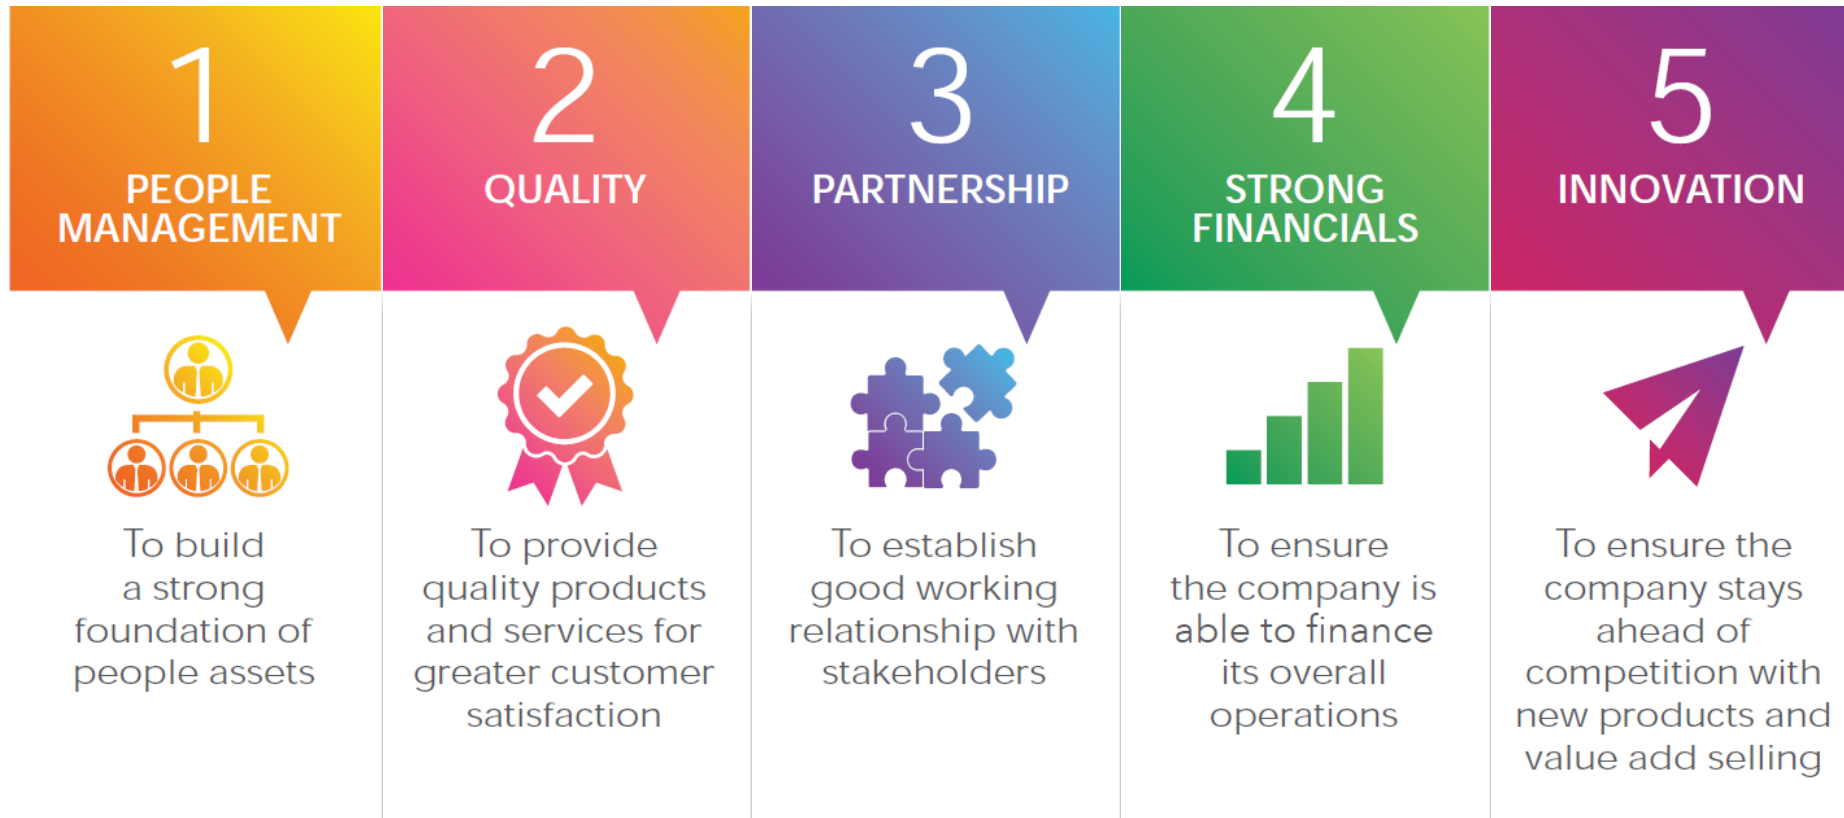 1
PEOPLE
MANAGEMENT
To build
a strong
foundation of
people assets
2
QUALITY
To provide
quality products
and services for
greater customer
satisfaction
3
PARTNERSHIP
To establish
good working
relationship with
stakeholders
4
STRONG
FINANCIALS
To ensure
the company is
able to finance
its overall
operations
5
INNOVATION
To ensure the
company stays
ahead of
competition with
new products and
value add selling